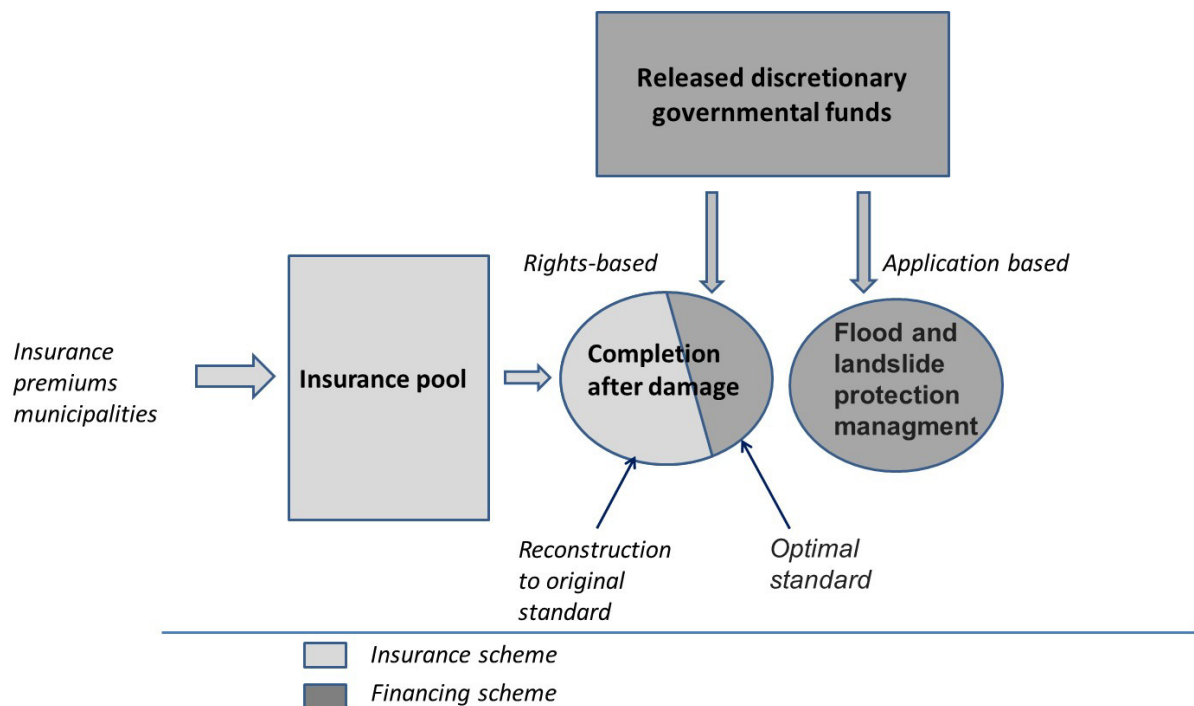 Released discretionary
governmental funds
Rights-based
Application based
Insurance
premiums
municipalities
Insurance pool
Completion
after damage
Flood and
landslide
protection
managment
Reconstruction
to original
standard
Optimal
standard
Insurance scheme
Financing scheme